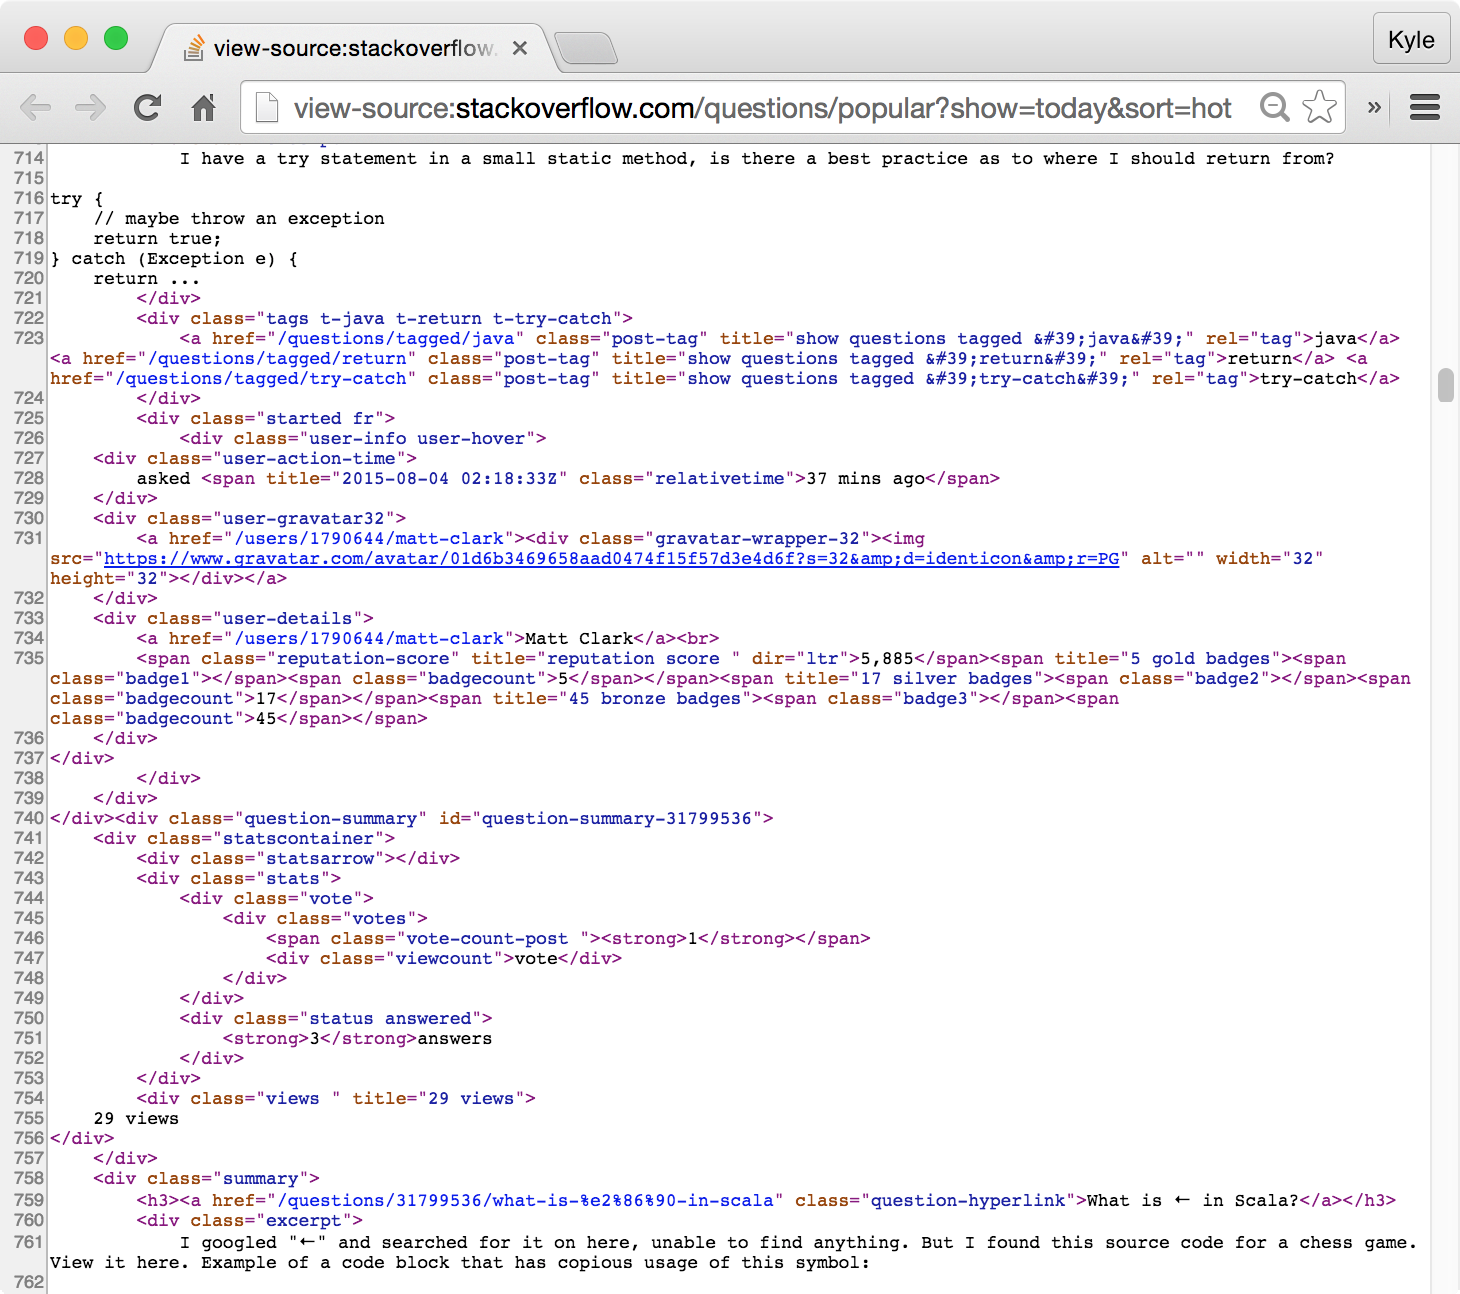 view-source:stackoverflow.
Kyle
view-source:stackoverflow.com/questions/popular?show=today&sort=hot
»
714 I have a try statement in a small static method, is there a best practice as to where I should return from?
715
716 try {
717 // maybe throw an exception
718 return true;
719 } catch (Exception e) {
720 return ...
721 </div>
722 <div class="tags t-java t-return t-try-catch">
723 <a href="/questions/tagged/java" class="post-tag" title="show questions tagged &#39;java&#39;" rel="tag">java</a>
<a href="/questions/tagged/return" class="post-tag" title="show questions tagged &#39;return&#39;" rel="tag">return</a> <a
href="/questions/tagged/try-catch" class="post-tag" title="show questions tagged &#39;try-catch&#39;" rel="tag">try-catch</a>
724 </div>
725 <div class="started fr">
726 <div class="user-info user-hover">
727 <div class="user-action-time">
728 asked <span title="2015-08-04 02:18:33Z" class="relativetime">37 mins ago</span>
729 </div>
730 <div class="user-gravatar32">
731 <a href="/users/1790644/matt-clark"><div class="gravatar-wrapper-32"><img
src="https://www.gravatar.com/avatar/01d6b3469658aad0474f15f57d3e4d6f?s=32&amp;d=identicon&amp;r=PG" alt="" width="32"
height="32"></div></a>
732 </div>
733 <div class="user-details">
734 <a href="/users/1790644/matt-clark">Matt Clark</a><br>
735 <span class="reputation-score" title="reputation score " dir="ltr">5,885</span><span title="5 gold badges"><span
class="badge1"></span><span class="badgecount">5</span></span><span title="17 silver badges"><span class="badge2"></span><span
class="badgecount">17</span></span><span title="45 bronze badges"><span class="badge3"></span><span
class="badgecount">45</span></span>
736 </div>
737 </div>
738 </div>
739 </div>
740 </div><div class="question-summary" id="question-summary-31799536">
741 <div class="statscontainer">
742 <div class="statsarrow"></div>
743 <div class="stats">
744 <div class="vote">
745 <div class="votes">
746 <span class="vote-count-post "><strong>1</strong></span>
747 <div class="viewcount">vote</div>
748 </div>
749 </div>
750 <div class="status answered">
751 <strong>3</strong>answers
752 </div>
753 </div>
754 <div class="views " title="29 views">
755 29 views
756 </div>
757 </div>
758 <div class="summary">
759 <h3><a href="/questions/31799536/what-is-%e2%86%90-in-scala" class="question-hyperlink">What is ← in Scala?</a></h3>
760 <div class="excerpt">
761 I googled "←" and searched for it on here, unable to find anything. But I found this source code for a chess game.
View it here. Example of a code block that has copious usage of this symbol:
762